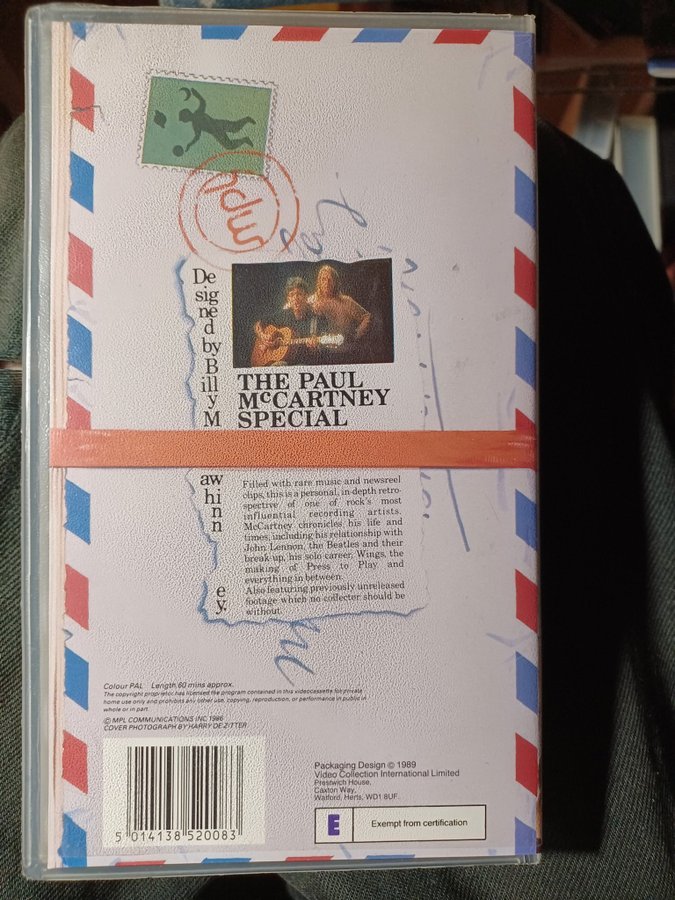 mpl
De
sig
ne
d
by B
ill
y M
aw
hi
n
n
e
y.
THE PAUL
McCARTNEY
SPECIAL
Filled with rare music and newsreel
clips, this is a personal, in-depth retro-
spective of one of rock's most
influential recording artists.
McCartney chronicles his life and
times, including his relationship with
John Lennon, the Beatles and their
break-up, his solo career, Wings, the
making of Press to Play and
everything in between.
Also featuring previously unreleased
footage which no collector should be
without.
Colour PAL Length 60 mins approx.
The copyright proprietor has licensed the program contained in this videocassette for private
home use only and prohibits any other use, copying, reproduction, or performance in public in
whole or in part.
© MPL COMMUNICATIONS INC 1986
COVER PHOTOGRAPH BY HARRY DE ZITTER
5 014138 520083
Packaging Design © 1989
Video Collection International Limited
Prestwich House,
Caxton Way,
Watford, Herts, WD1 8UF.
E Exempt from certification